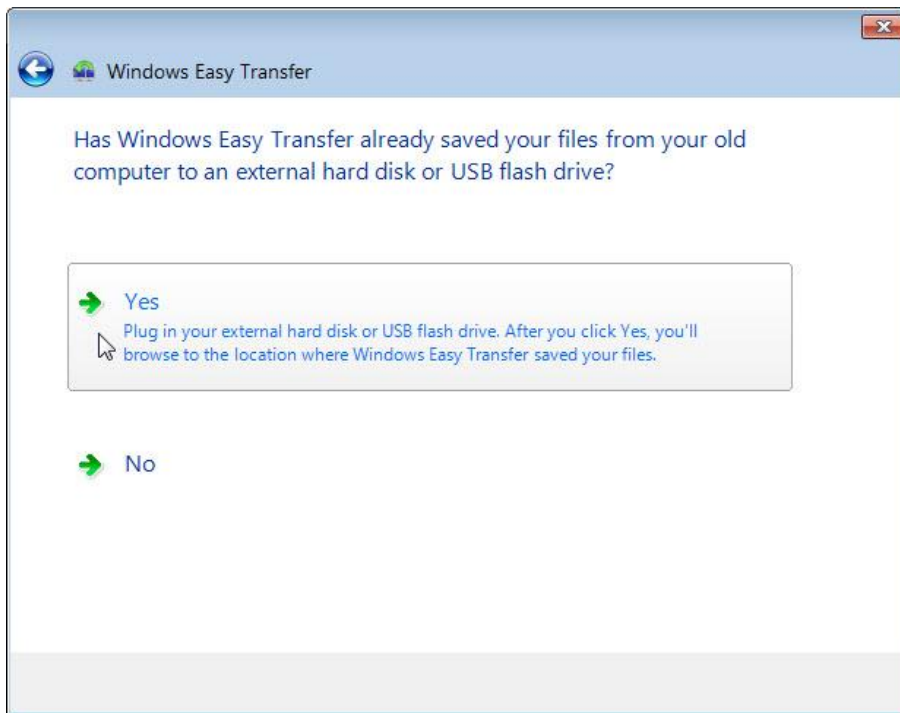 Windows Easy Transfer
Has Windows Easy Transfer already saved your files from your old
computer to an external hard disk or USB flash drive?
Yes
Plug in your external hard disk or USB flash drive. After you click Yes, you'll
browse to the location where Windows Easy Transfer saved your files.
No